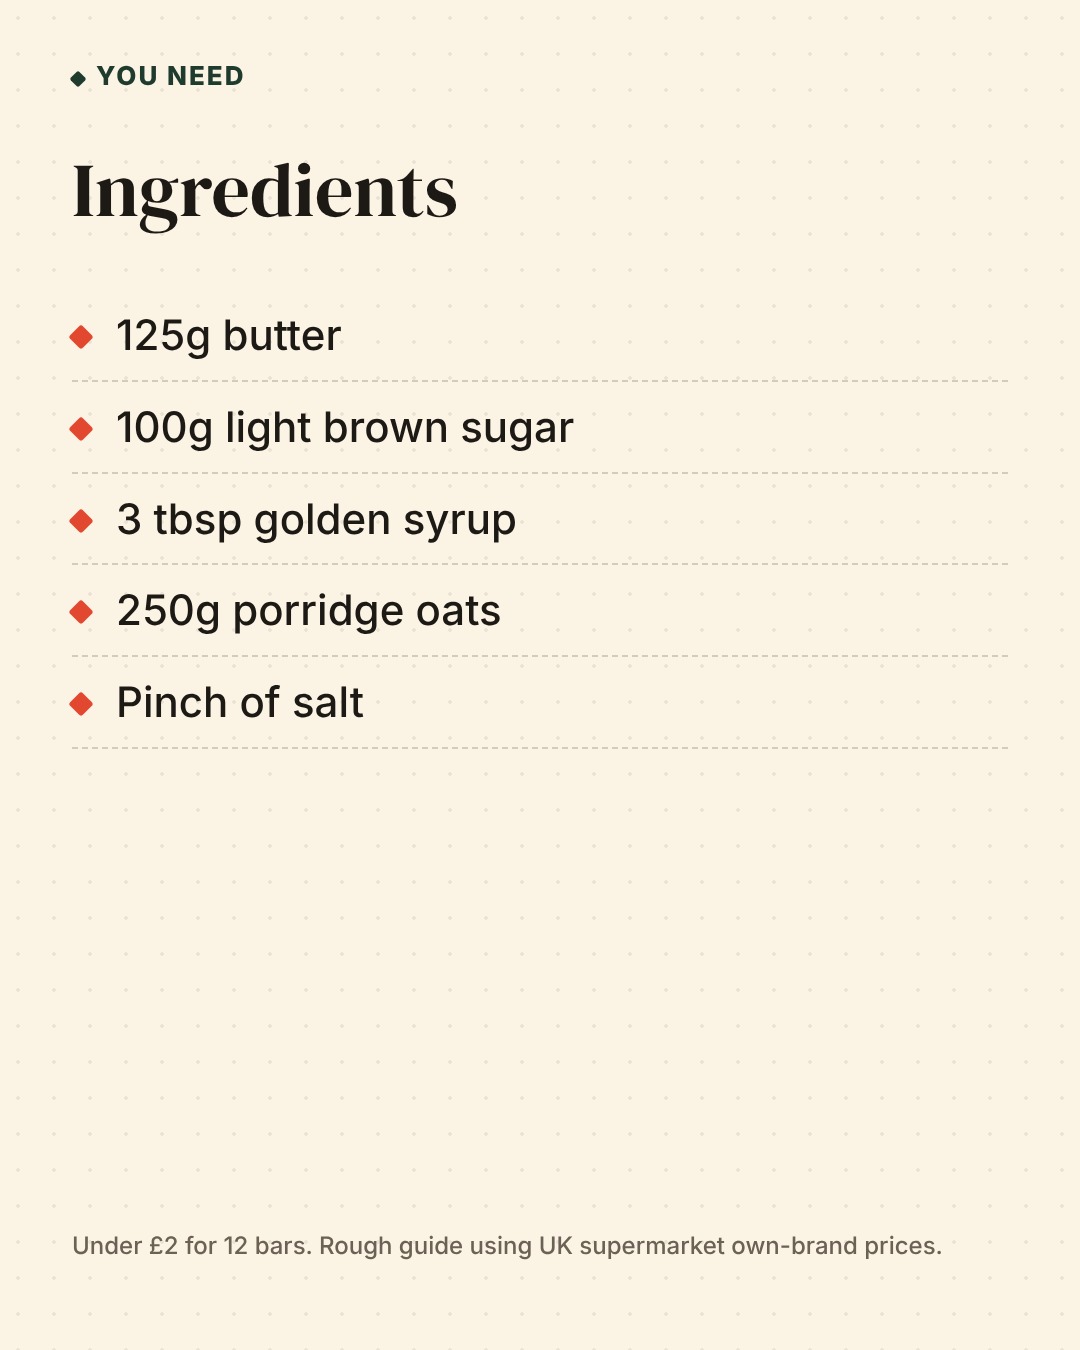 YOU NEED
Ingredients
125g butter
100g light brown sugar
3 tbsp golden syrup
250g porridge oats
Pinch of salt
Under £2 for 12 bars. Rough guide using UK supermarket own-brand prices.